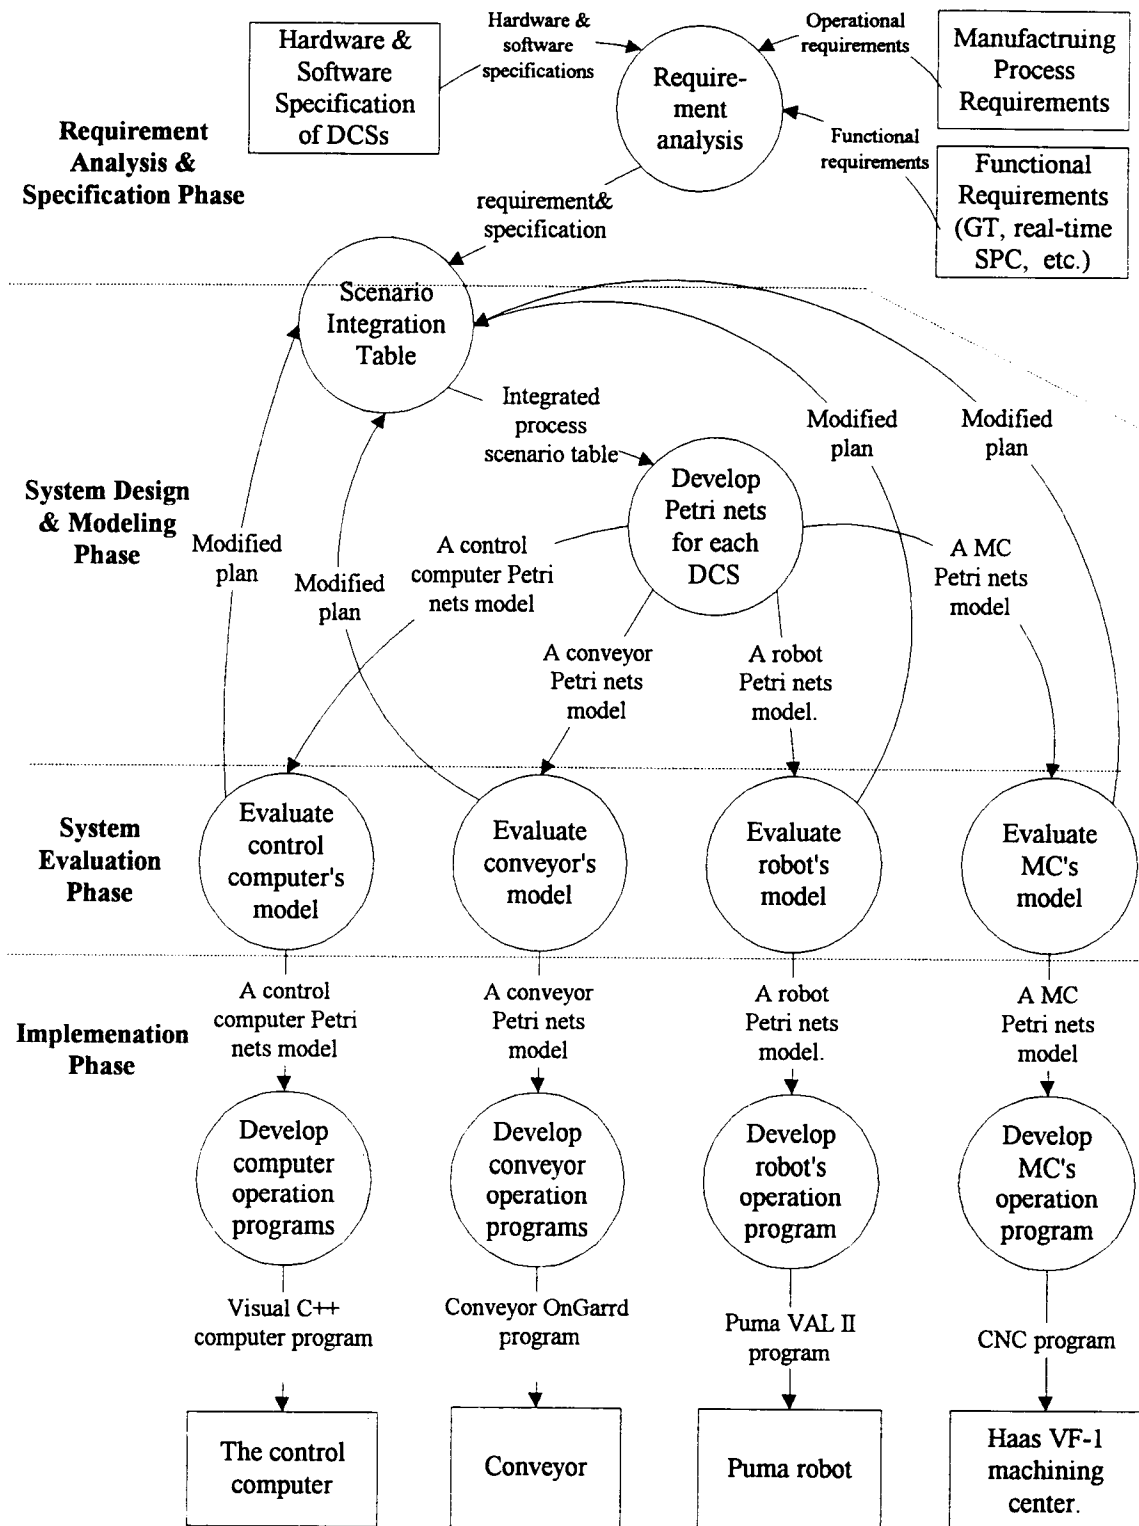 Hardware &
Software
Specification
of DCSs
Hardware &
software
specifications
Require-
ment
analysis
Operational
requirements
Manufactruing
Process
Requirements
Functional
requirements
Functional
Requirements
(GT, real-time
SPC, etc.)
Requirement
Analysis &
Specification Phase
requirement&
specification
Scenario
Integration
Table
Integrated
process
scenario table
Modified
plan
Modified
plan
Develop
Petri nets
for each
DCS
System Design
& Modeling
Phase
Modified
plan
Modified
plan
A control
computer Petri
nets model
A MC
Petri nets
model
A conveyor
Petri nets
model
A robot
Petri nets
model.
System
Evaluation
Phase
Evaluate
control
computer's
model
Evaluate
conveyor's
model
Evaluate
robot's
model
Evaluate
MC's
model
Implemenation
Phase
A control
computer Petri
nets model
A conveyor
Petri nets
model
A robot
Petri nets
model.
A MC
Petri nets
model
Develop
computer
operation
programs
Develop
conveyor
operation
programs
Develop
robot's
operation
program
Develop
MC's
operation
program
Visual C++
computer program
Conveyor OnGarrd
program
Puma VAL II
program
CNC program
The control
computer
Conveyor
Puma robot
Haas VF-1
machining
center.